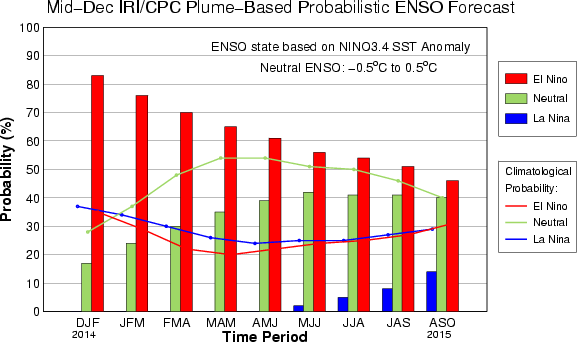 Mid–Dec IRI/CPC Plume–Based Probabilistic ENSO Forecast
ENSO state based on NINO3.4 SST Anomaly
Neutral ENSO: –0.5°C to 0.5°C
Probability (%)
100
90
80
70
60
50
40
30
20
10
0
DJF JFM FMA MAM AMJ MJJ JJA JAS ASO
2014 2015
Time Period
El Nino
Neutral
La Nina
Climatological
Probability:
El Nino
Neutral
La Nina